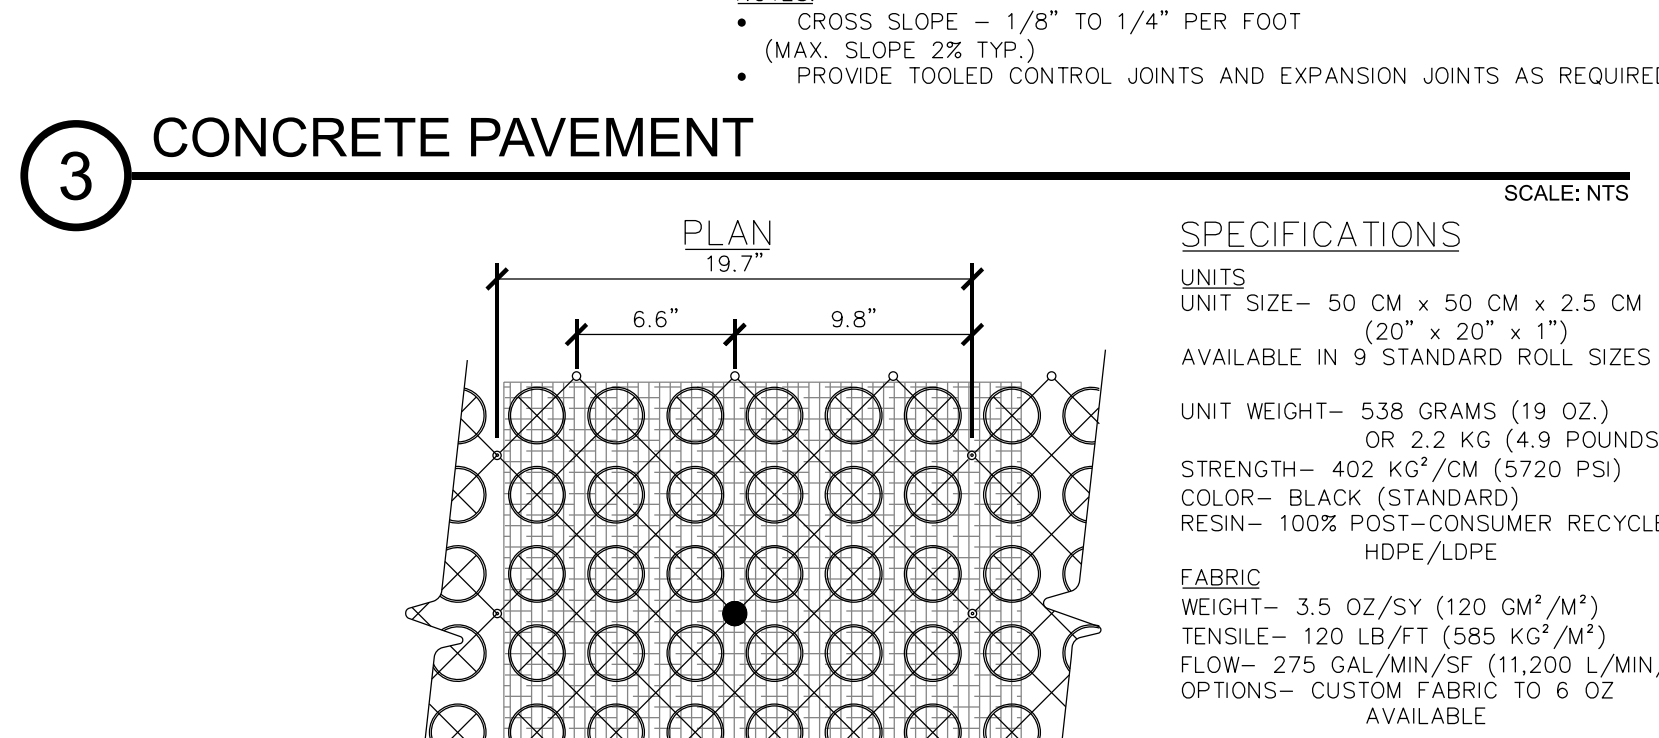 NOTES:
• CROSS SLOPE – 1/8" TO 1/4" PER FOOT
(MAX. SLOPE 2% TYP.)
• PROVIDE TOOLED CONTROL JOINTS AND EXPANSION JOINTS AS REQUIRED
3 CONCRETE PAVEMENT
SCALE: NTS
PLAN
19.7"
6.6" 9.8"
SPECIFICATIONS
UNITS
UNIT SIZE– 50 CM x 50 CM x 2.5 CM
(20" x 20" x 1")
AVAILABLE IN 9 STANDARD ROLL SIZES
UNIT WEIGHT– 538 GRAMS (19 OZ.)
OR 2.2 KG (4.9 POUNDS
STRENGTH– 402 KG²/CM (5720 PSI)
COLOR– BLACK (STANDARD)
RESIN– 100% POST–CONSUMER RECYCLE
HDPE/LDPE
FABRIC
WEIGHT– 3.5 OZ/SY (120 GM²/M²)
TENSILE– 120 LB/FT (585 KG²/M²)
FLOW– 275 GAL/MIN/SF (11,200 L/MIN/
OPTIONS– CUSTOM FABRIC TO 6 OZ
AVAILABLE